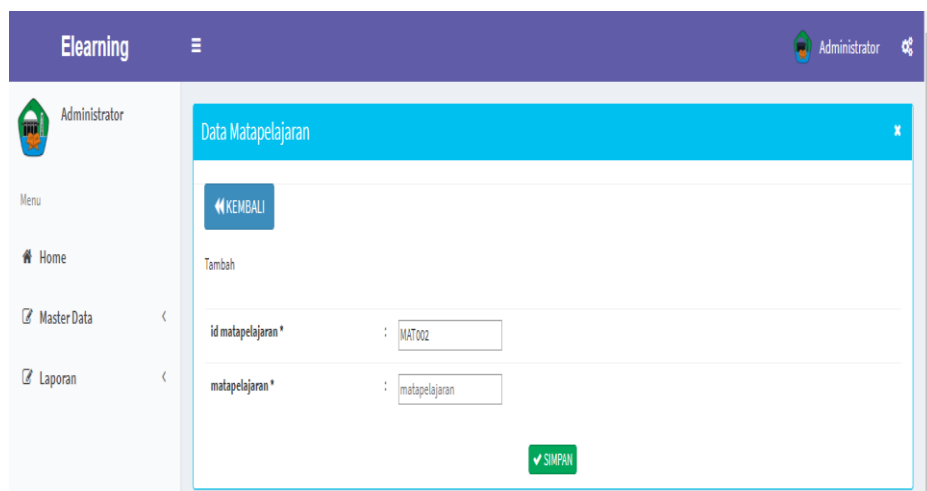 Elearning
Administrator
Administrator
Menu
Home
Master Data
Laporan
Data Matapelajaran
KEMBALI
Tambah
id matapelajaran * : MAT002
matapelajaran * : matapelajaran
SIMPAN